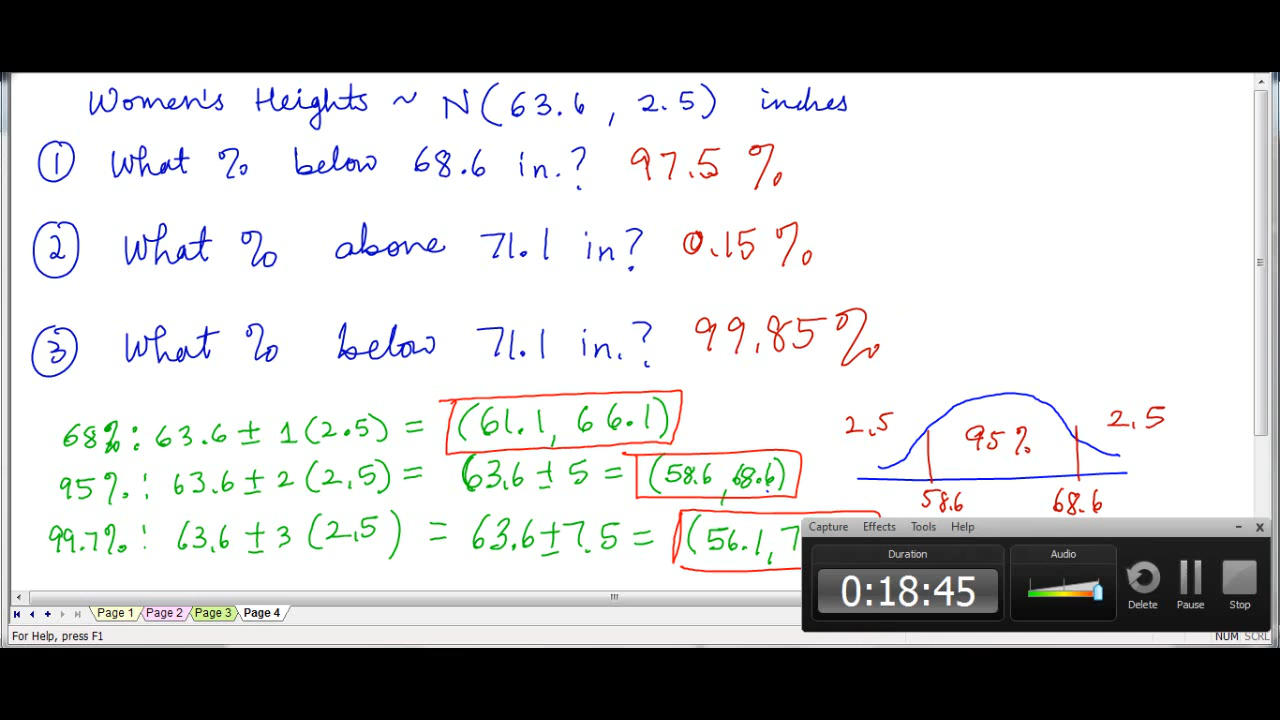 Women's Heights ~ N(63.6, 2.5) inches
① What % below 68.6 in.? 97.5 %
② What % above 71.1 in? 0.15 %
③ What % below 71.1 in.? 99.85%
68%: 63.6 ± 1(2.5) = (61.1, 66.1)
95%: 63.6 ± 2(2.5) = 63.6 ± 5 = (58.6, 68.6)
99.7%: 63.6 ± 3(2.5) = 63.6 ± 7.5 = (56.1, 7
2.5 95% 2.5
58.6 68.6
Capture Effects Tools Help
Duration Audio
0:18:45
Delete Pause Stop
Page 1 Page 2 Page 3 Page 4
For Help, press F1
NUM SCRL